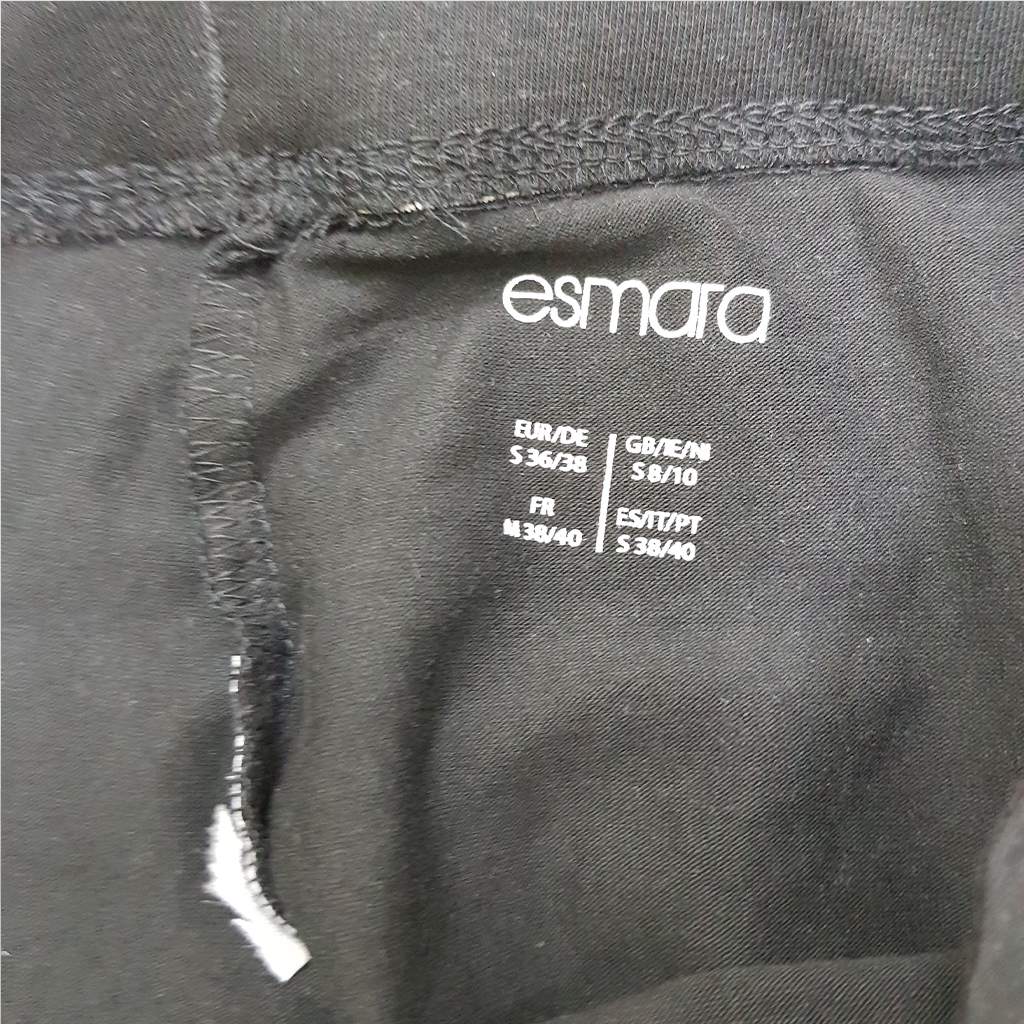 esmara
EUR/DE
S 36/38
GB/IE/NI
S 8/10
FR
M 38/40
ES/IT/PT
S 38/40